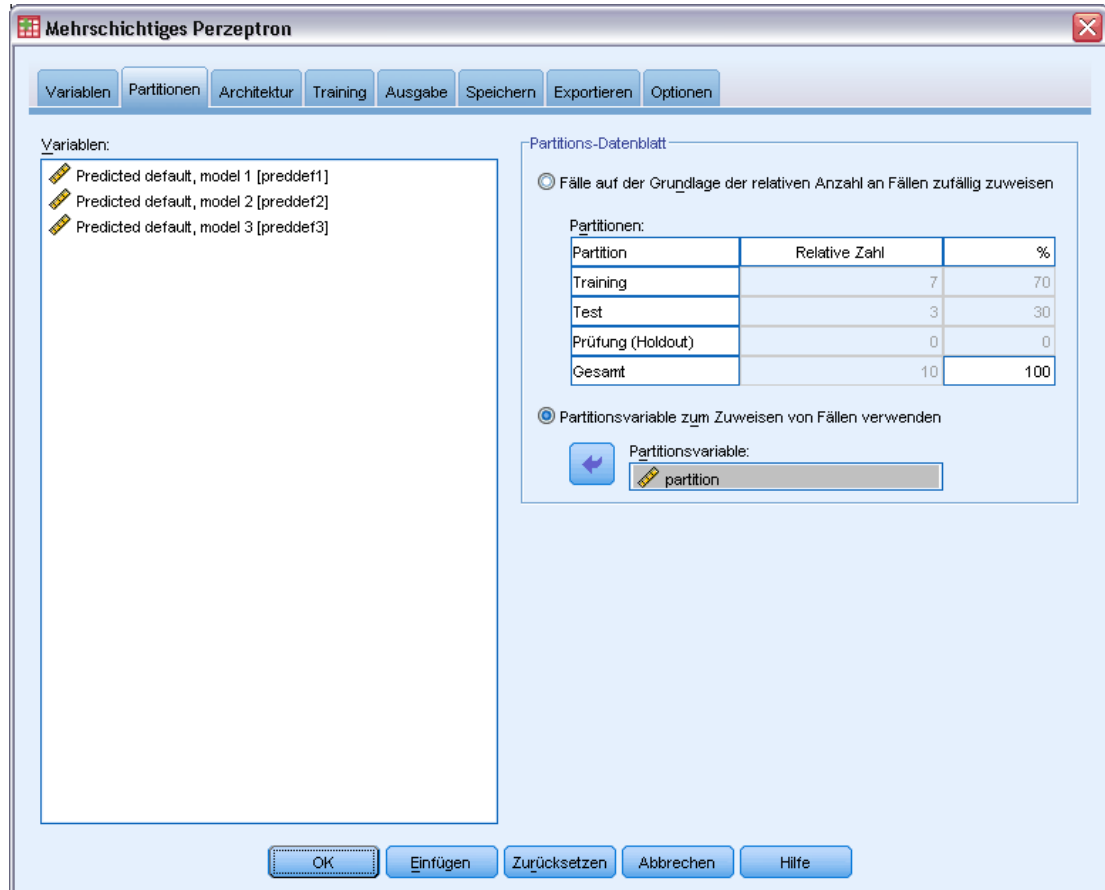 Mehrschichtiges Perzeptron
Variablen Partitionen Architektur Training Ausgabe Speichern Exportieren Optionen
Variablen:
Predicted default, model 1 [preddef1]
Predicted default, model 2 [preddef2]
Predicted default, model 3 [preddef3]
Partitions-Datenblatt
Fälle auf der Grundlage der relativen Anzahl an Fällen zufällig zuweisen
Partitionen:
Partition Relative Zahl %
Training 7 70
Test 3 30
Prüfung (Holdout) 0 0
Gesamt 10 100
Partitionsvariable zum Zuweisen von Fällen verwenden
Partitionsvariable:
partition
OK Einfügen Zurücksetzen Abbrechen Hilfe